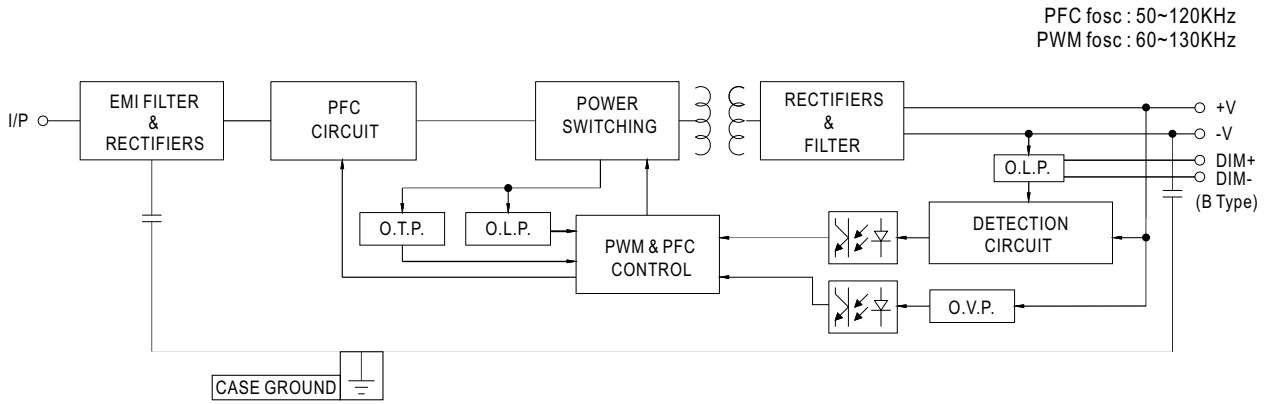 PFC fosc : 50~120KHz
PWM fosc : 60~130KHz
I/P
EMI FILTER
&
RECTIFIERS
PFC
CIRCUIT
POWER
SWITCHING
RECTIFIERS
&
FILTER
+V
-V
DIM+
DIM-
(B Type)
O.L.P.
O.T.P.
O.L.P.
PWM & PFC
CONTROL
DETECTION
CIRCUIT
O.V.P.
CASE GROUND